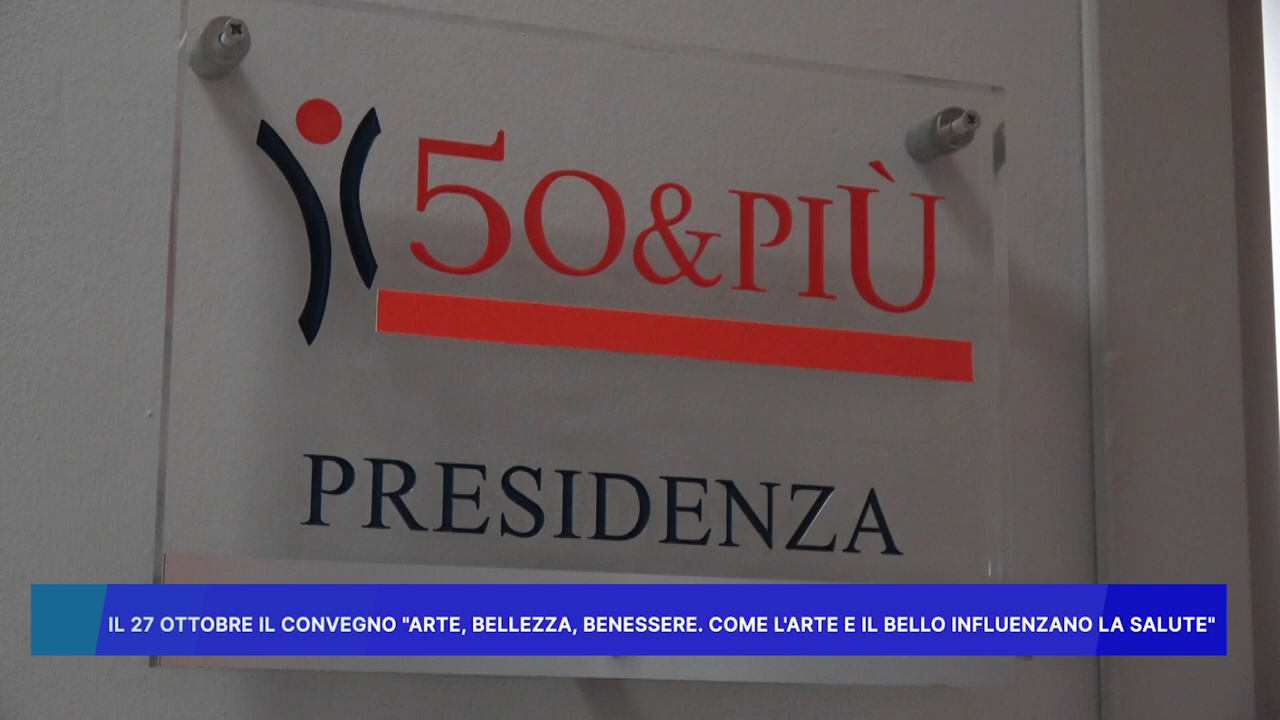 50&PIÙ
PRESIDENZA
IL 27 OTTOBRE IL CONVEGNO "ARTE, BELLEZZA, BENESSERE. COME L'ARTE E IL BELLO INFLUENZANO LA SALUTE"